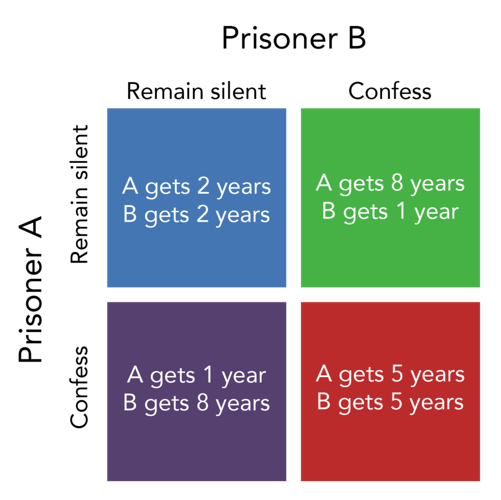 Prisoner B
Remain silent
Confess
Prisoner A
Remain silent
A gets 2 years
B gets 2 years
A gets 8 years
B gets 1 year
Confess
A gets 1 year
B gets 8 years
A gets 5 years
B gets 5 years